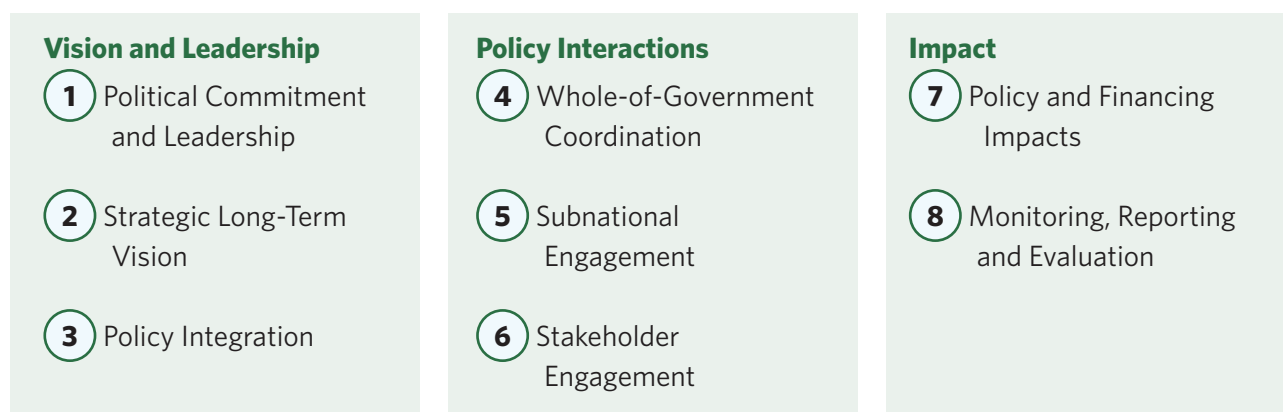 Vision and Leadership
1 Political Commitment
and Leadership
2 Strategic Long-Term
Vision
3 Policy Integration
Policy Interactions
4 Whole-of-Government
Coordination
5 Subnational
Engagement
6 Stakeholder
Engagement
Impact
7 Policy and Financing
Impacts
8 Monitoring, Reporting
and Evaluation